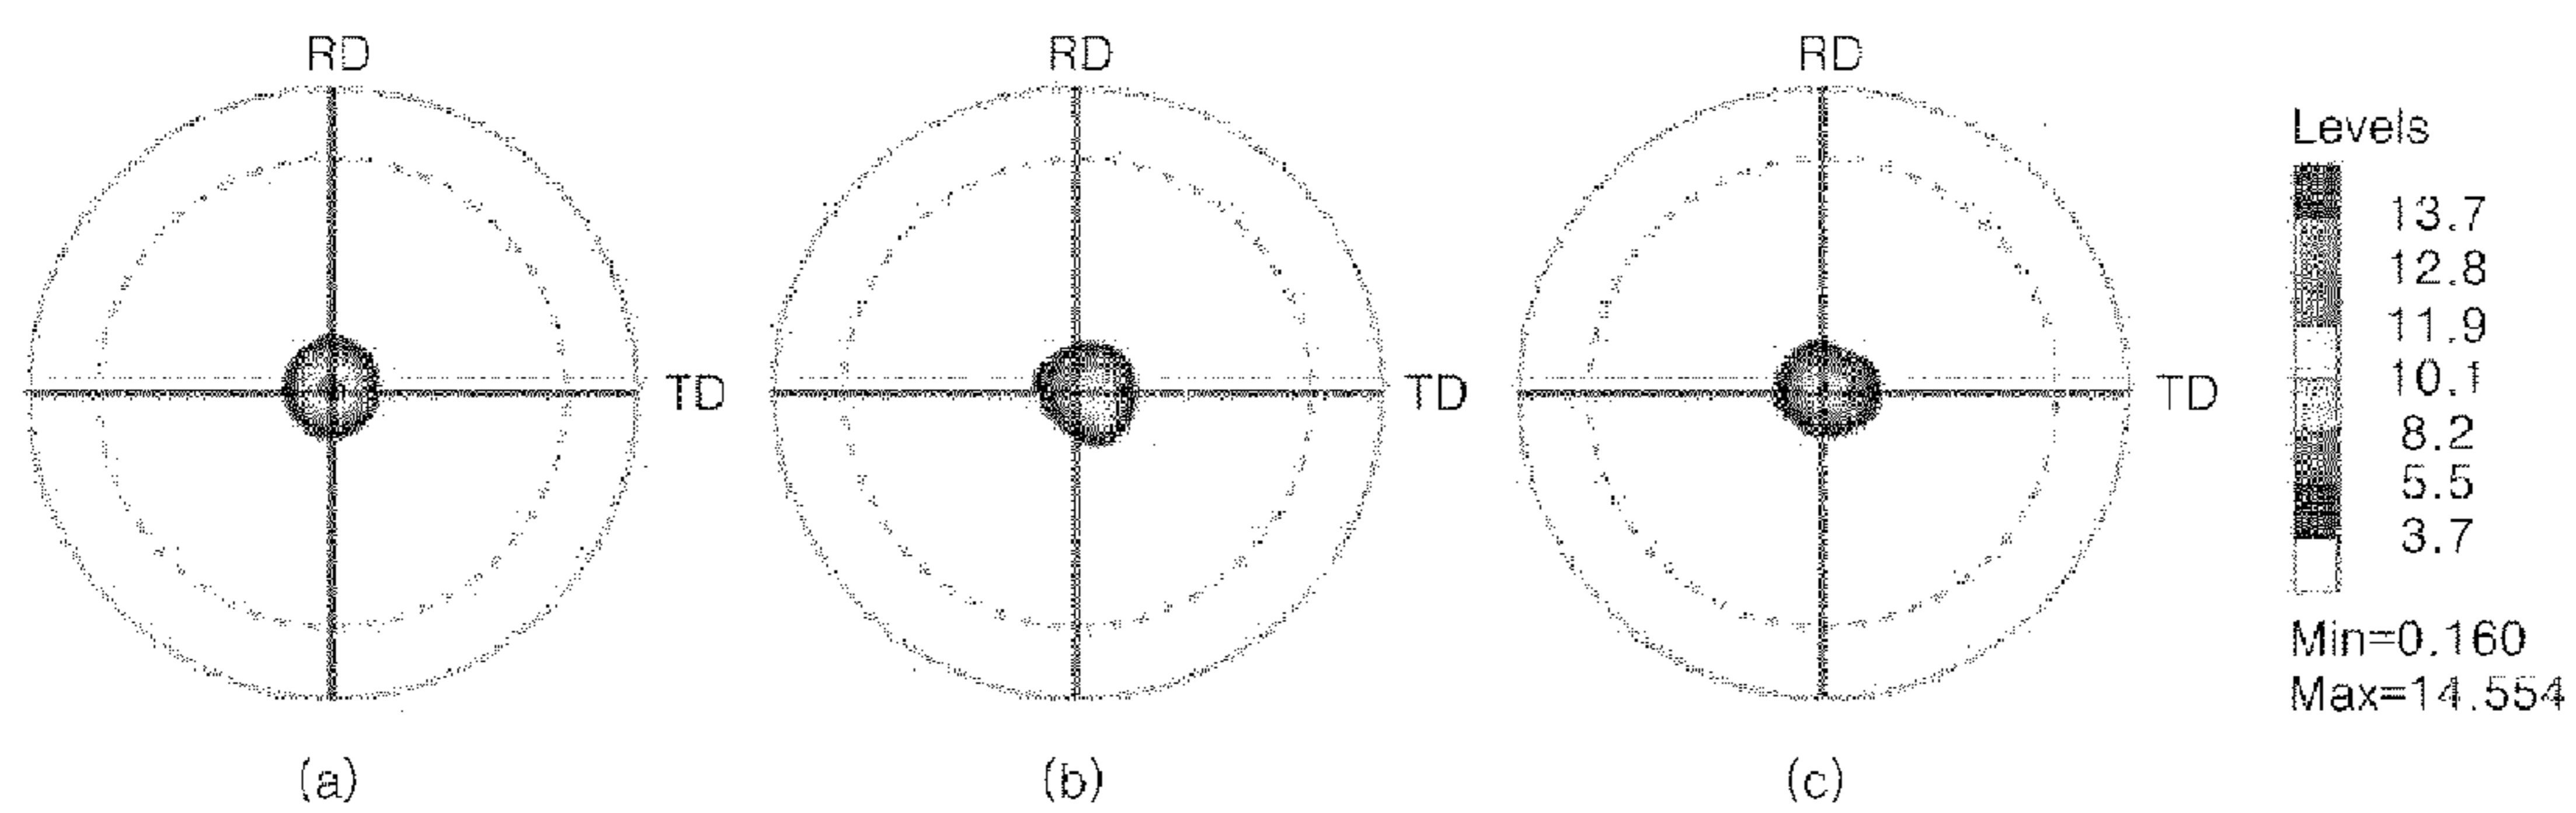 RD
RD
RD
TD
TD
TD
Levels
13.7
12.8
11.9
10.1
8.2
5.5
3.7
Min=0.160
Max=14.554
(a)
(b)
(c)